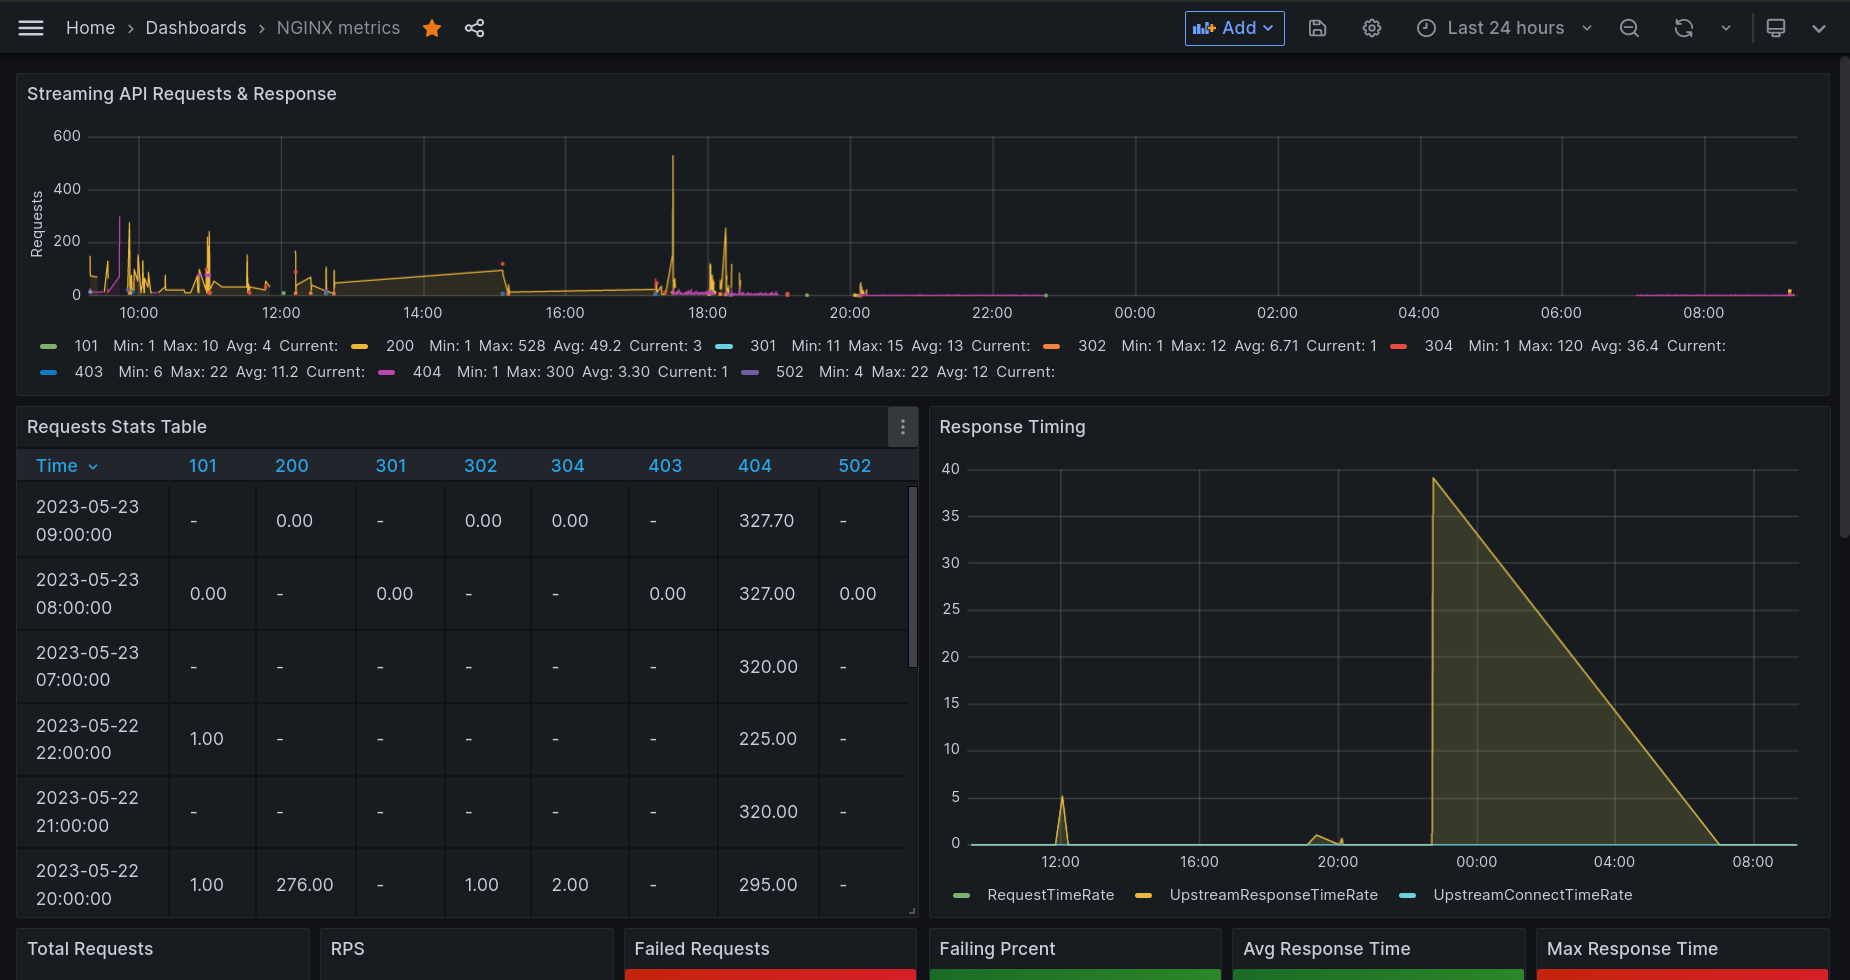 Home › Dashboards › NGINX metrics Add Last 24 hours
Streaming API Requests & Response
Requests
600
400
200
0
10:00 12:00 14:00 16:00 18:00 20:00 22:00 00:00 02:00 04:00 06:00 08:00
101 Min: 1 Max: 10 Avg: 4 Current: 200 Min: 1 Max: 528 Avg: 49.2 Current: 3 301 Min: 11 Max: 15 Avg: 13 Current: 302 Min: 1 Max: 12 Avg: 6.71 Current: 1 304 Min: 1 Max: 120 Avg: 36.4 Current:
403 Min: 6 Max: 22 Avg: 11.2 Current: 404 Min: 1 Max: 300 Avg: 3.30 Current: 1 502 Min: 4 Max: 22 Avg: 12 Current:
Requests Stats Table
Time 101 200 301 302 304 403 404 502
2023-05-23
09:00:00
- 0.00 - 0.00 0.00 - 327.70 -
2023-05-23
08:00:00
0.00 - 0.00 - - 0.00 327.00 0.00
2023-05-23
07:00:00
- - - - - - 320.00 -
2023-05-22
22:00:00
1.00 - - - - - 225.00 -
2023-05-22
21:00:00
- - - - - - 320.00 -
2023-05-22
20:00:00
1.00 276.00 - 1.00 2.00 - 295.00 -
Response Timing
40
35
30
25
20
15
10
5
0
12:00 16:00 20:00 00:00 04:00 08:00
RequestTimeRate UpstreamResponseTimeRate UpstreamConnectTimeRate
Total Requests
RPS
Failed Requests
Failing Prcent
Avg Response Time
Max Response Time